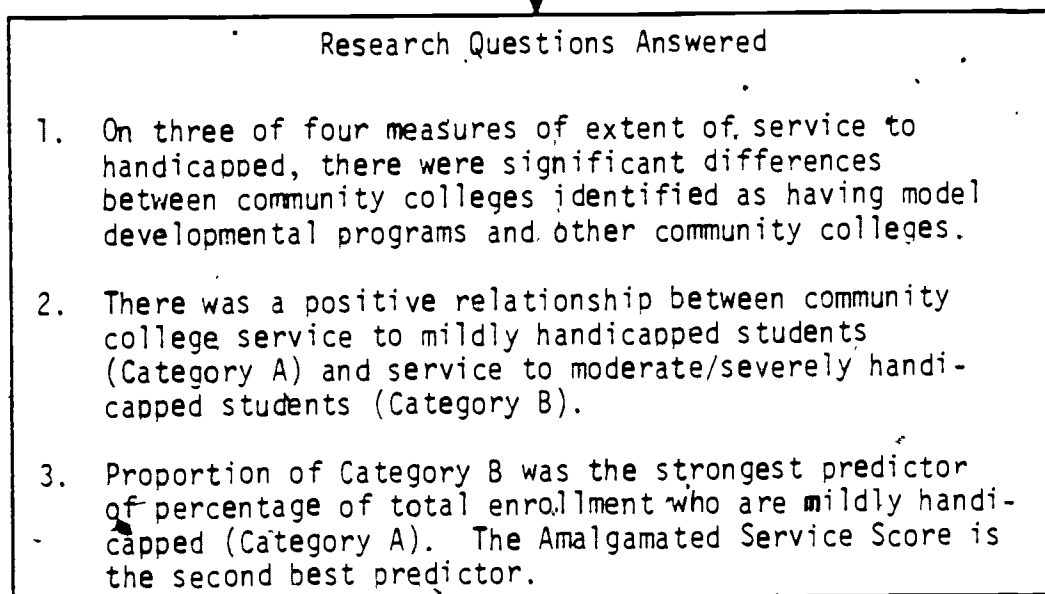 Research Questions Answered
1. On three of four measures of extent of service to
handicapped, there were significant differences
between community colleges identified as having model
developmental programs and other community colleges.
2. There was a positive relationship between community
college service to mildly handicapped students
(Category A) and service to moderate/severely handi-
capped students (Category B).
3. Proportion of Category B was the strongest predictor
of percentage of total enrollment who are mildly handi-
capped (Category A). The Amalgamated Service Score is
the second best predictor.